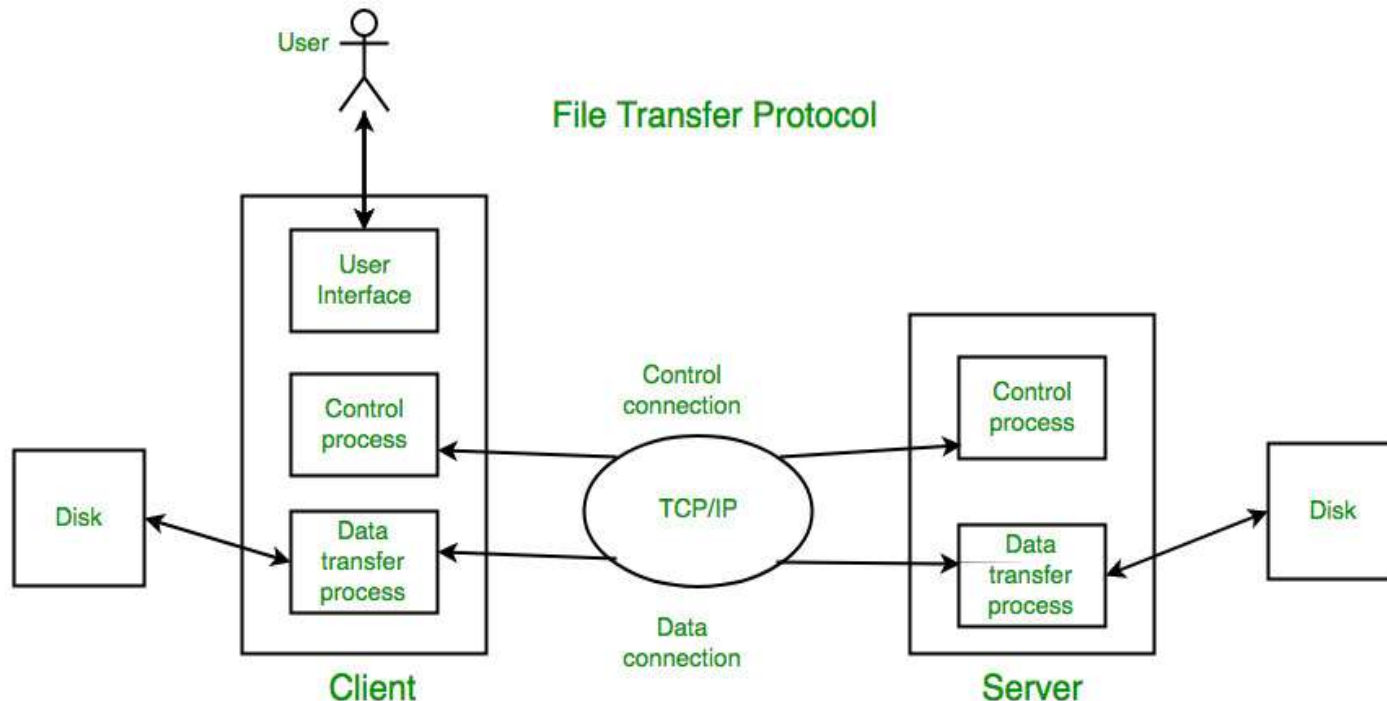 User
File Transfer Protocol
User
Interface
Control
process
Data
transfer
process
Disk
Client
Control
connection
TCP/IP
Data
connection
Control
process
Data
transfer
process
Disk
Server